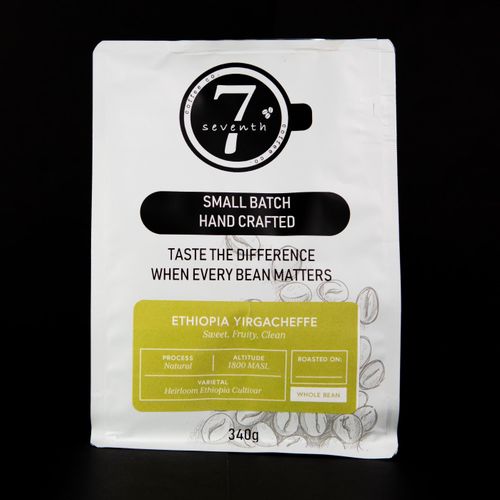 coffee co
7
seventh
coffee co
SMALL BATCH
HAND CRAFTED
TASTE THE DIFFERENCE
WHEN EVERY BEAN MATTERS
ETHIOPIA YIRGACHEFFE
Sweet, Fruity, Clean
PROCESS
Natural
ALTITUDE
1800 MASL
ROASTED ON:
VARIETAL
Heirloom Ethiopia Cultivar
WHOLE BEAN
340g